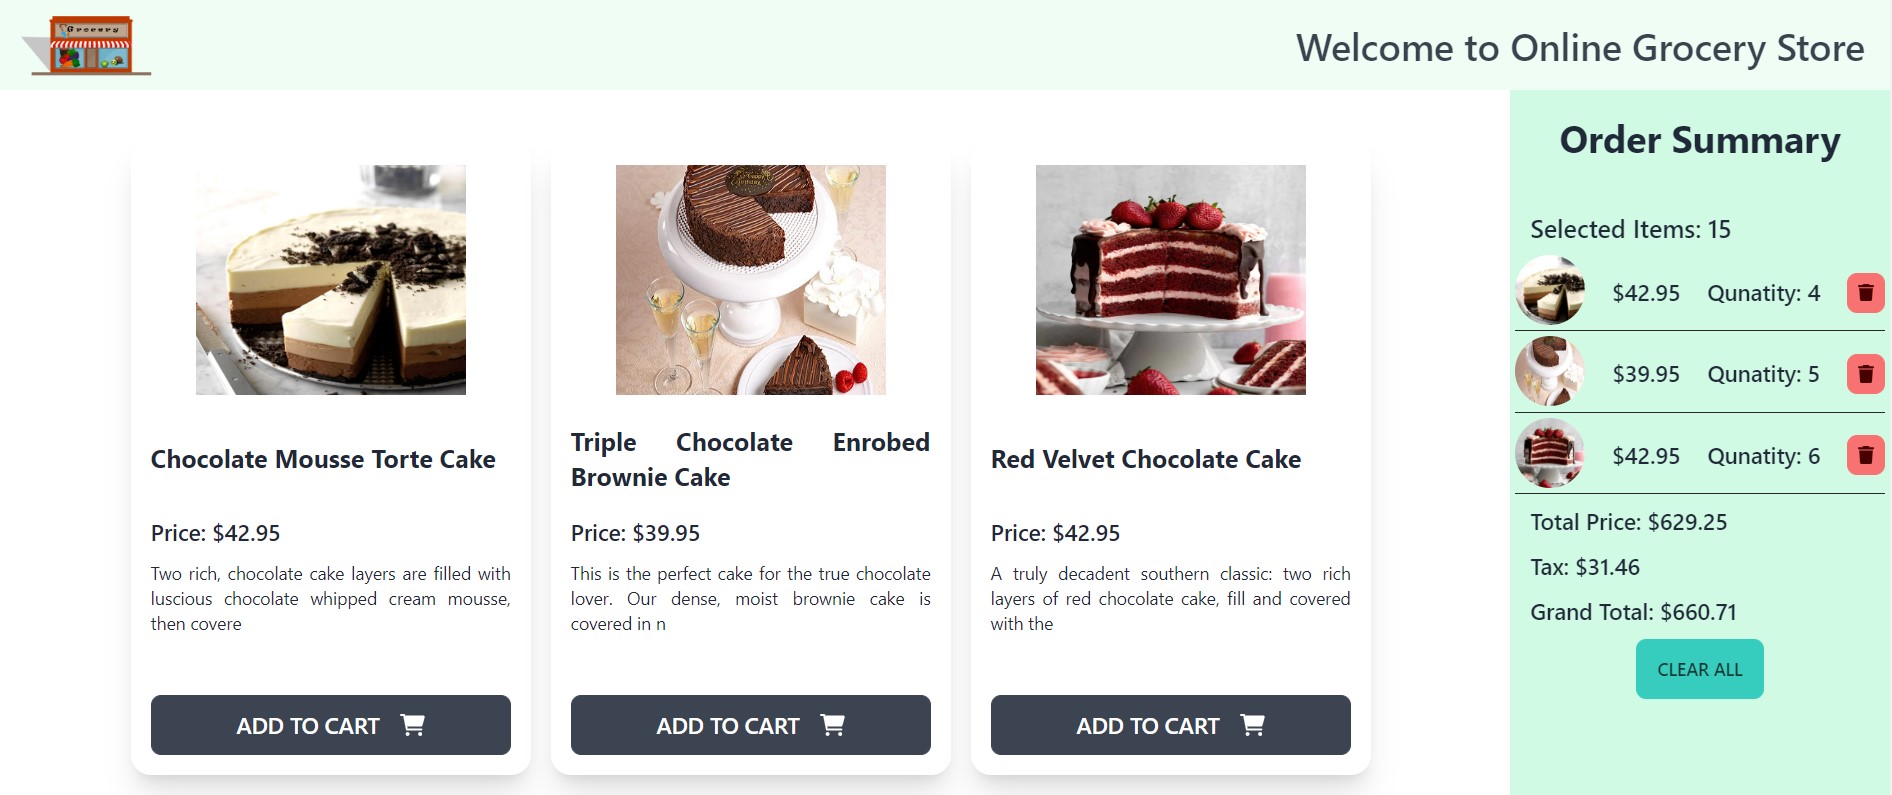 Grocery
Welcome to Online Grocery Store
Chocolate Mousse Torte Cake
Price: $42.95
Two rich, chocolate cake layers are filled with
luscious chocolate whipped cream mousse,
then covere
ADD TO CART
Triple Chocolate Enrobed
Brownie Cake
Price: $39.95
This is the perfect cake for the true chocolate
lover. Our dense, moist brownie cake is
covered in n
ADD TO CART
Red Velvet Chocolate Cake
Price: $42.95
A truly decadent southern classic: two rich
layers of red chocolate cake, fill and covered
with the
ADD TO CART
Order Summary
Selected Items: 15
$42.95 Qunatity: 4
$39.95 Qunatity: 5
$42.95 Qunatity: 6
Total Price: $629.25
Tax: $31.46
Grand Total: $660.71
CLEAR ALL